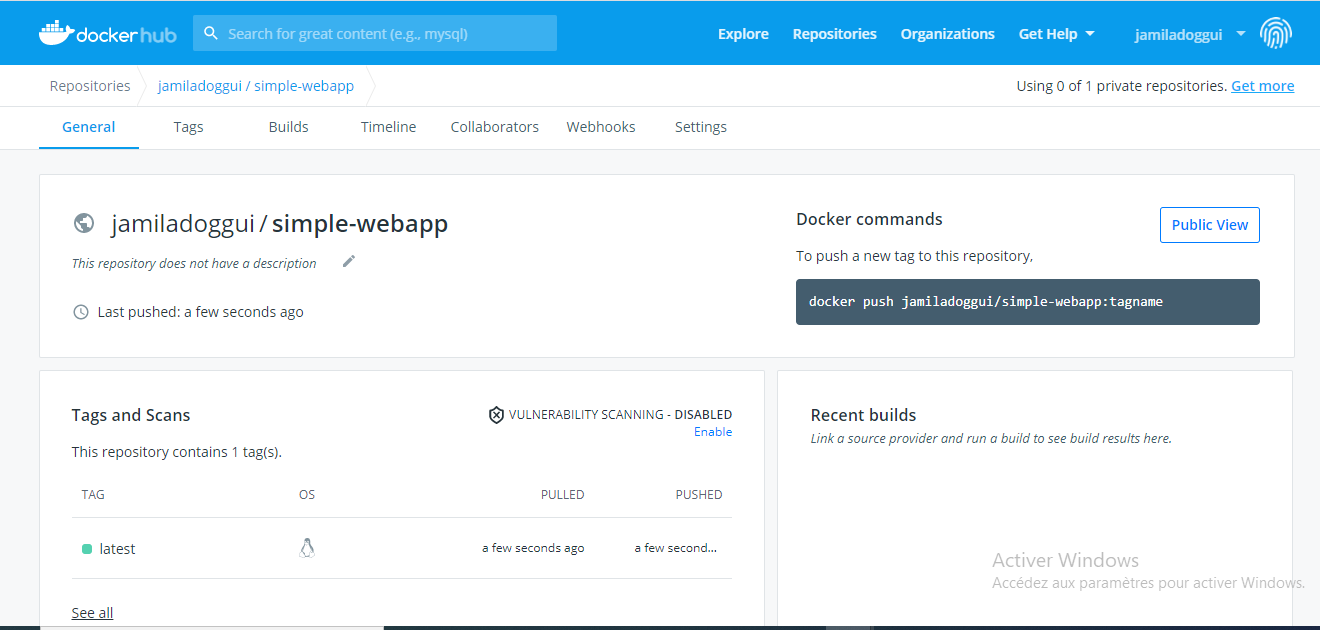 dockerhub Search for great content (e.g., mysql) Explore Repositories Organizations Get Help jamiladoggui
Repositories jamiladoggui / simple-webapp Using 0 of 1 private repositories. Get more
General Tags Builds Timeline Collaborators Webhooks Settings
jamiladoggui / simple-webapp
This repository does not have a description
Last pushed: a few seconds ago
Docker commands
Public View
To push a new tag to this repository,
docker push jamiladoggui/simple-webapp:tagname
Tags and Scans
VULNERABILITY SCANNING - DISABLED
Enable
This repository contains 1 tag(s).
TAG OS PULLED PUSHED
latest a few seconds ago a few second...
See all
Recent builds
Link a source provider and run a build to see build results here.
Activer Windows
Accédez aux paramètres pour activer Windows.